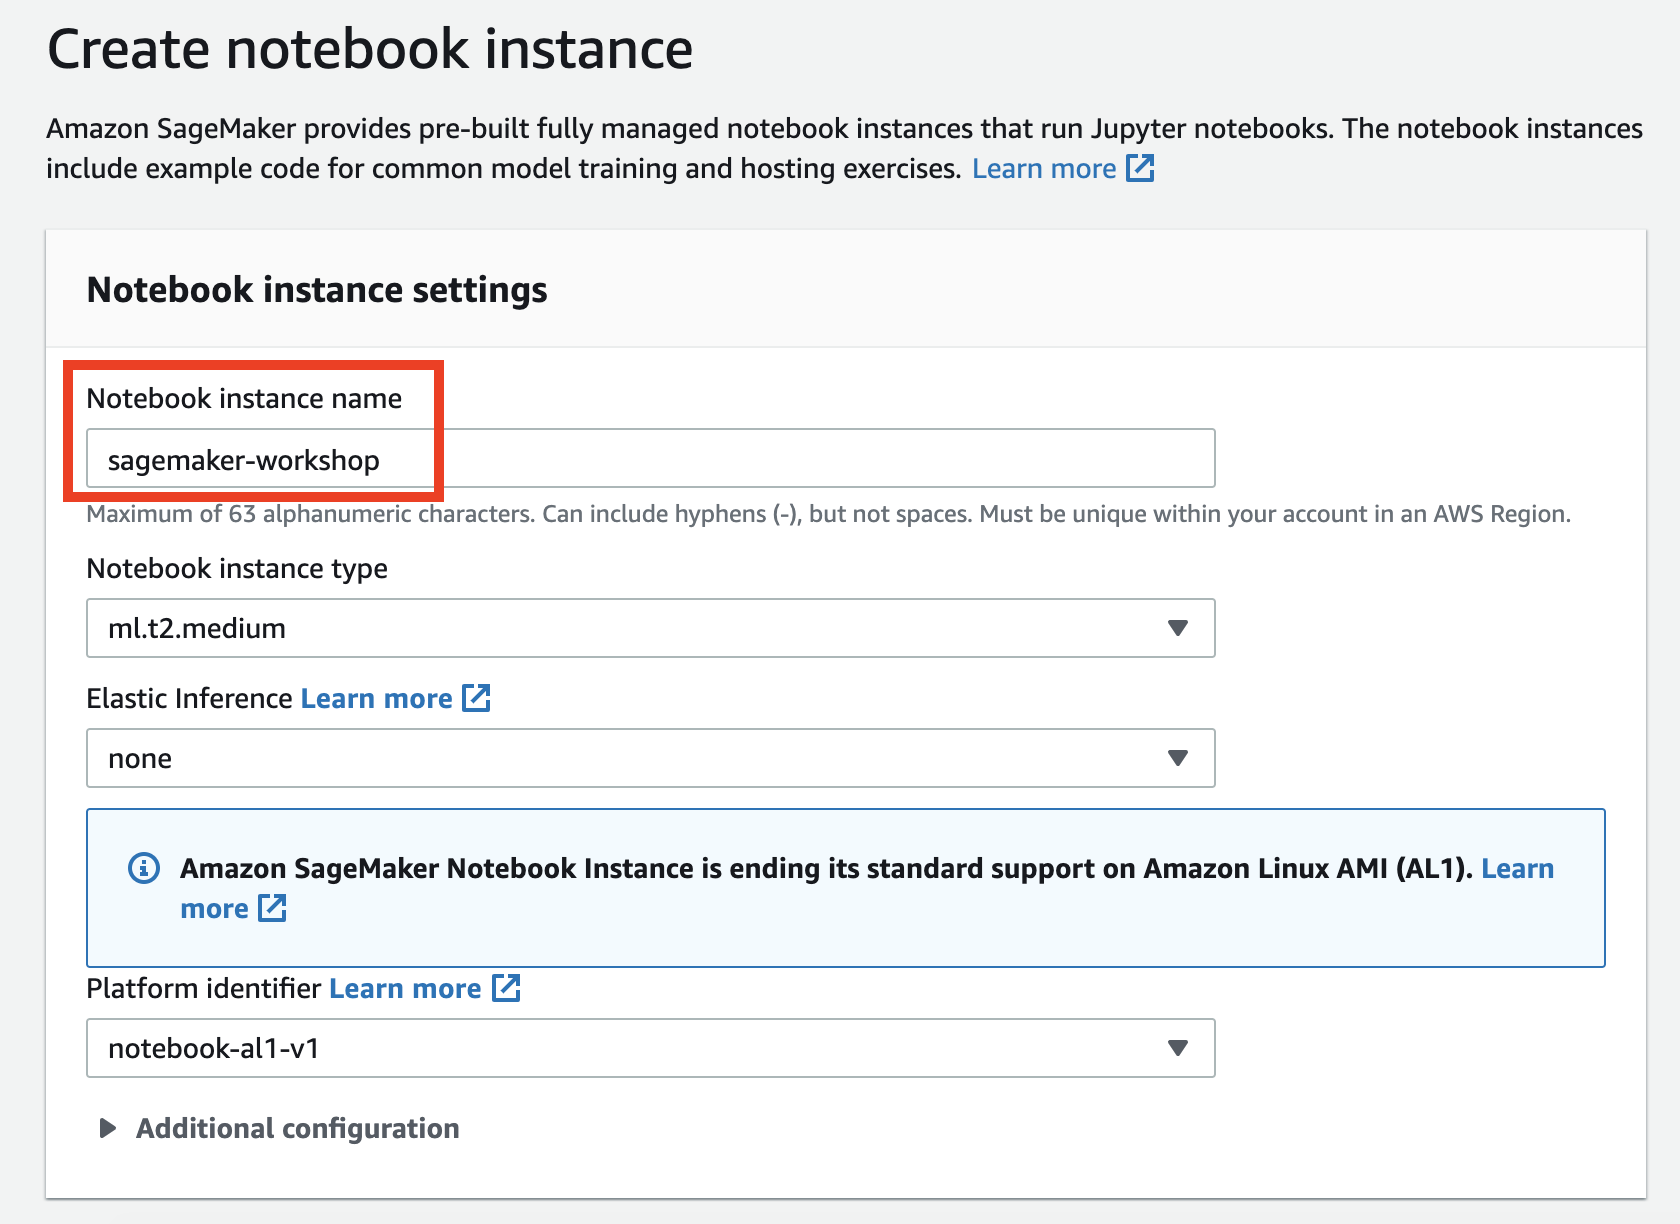 Create notebook instance
Amazon SageMaker provides pre-built fully managed notebook instances that run Jupyter notebooks. The notebook instances
include example code for common model training and hosting exercises. Learn more
Notebook instance settings
Notebook instance name
sagemaker-workshop
Maximum of 63 alphanumeric characters. Can include hyphens (-), but not spaces. Must be unique within your account in an AWS Region.
Notebook instance type
ml.t2.medium
Elastic Inference Learn more
none
Amazon SageMaker Notebook Instance is ending its standard support on Amazon Linux AMI (AL1). Learn
more
Platform identifier Learn more
notebook-al1-v1
Additional configuration